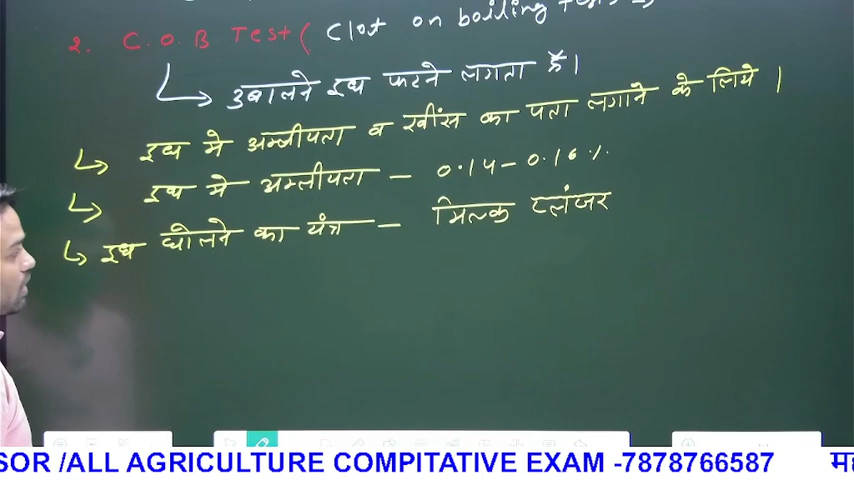 2. C.O.B Test ( Clot on boiling
उबालने दूध फटने लगता है।
दूध में अम्लीयता व खींस का पता लगाने के लिये ।
दूध में अम्लीयता – 0.14–0.16 %
दूध घोलने का यंत्र – मिल्क प्लंजर
SOR /ALL AGRICULTURE COMPITATIVE EXAM -7878766587